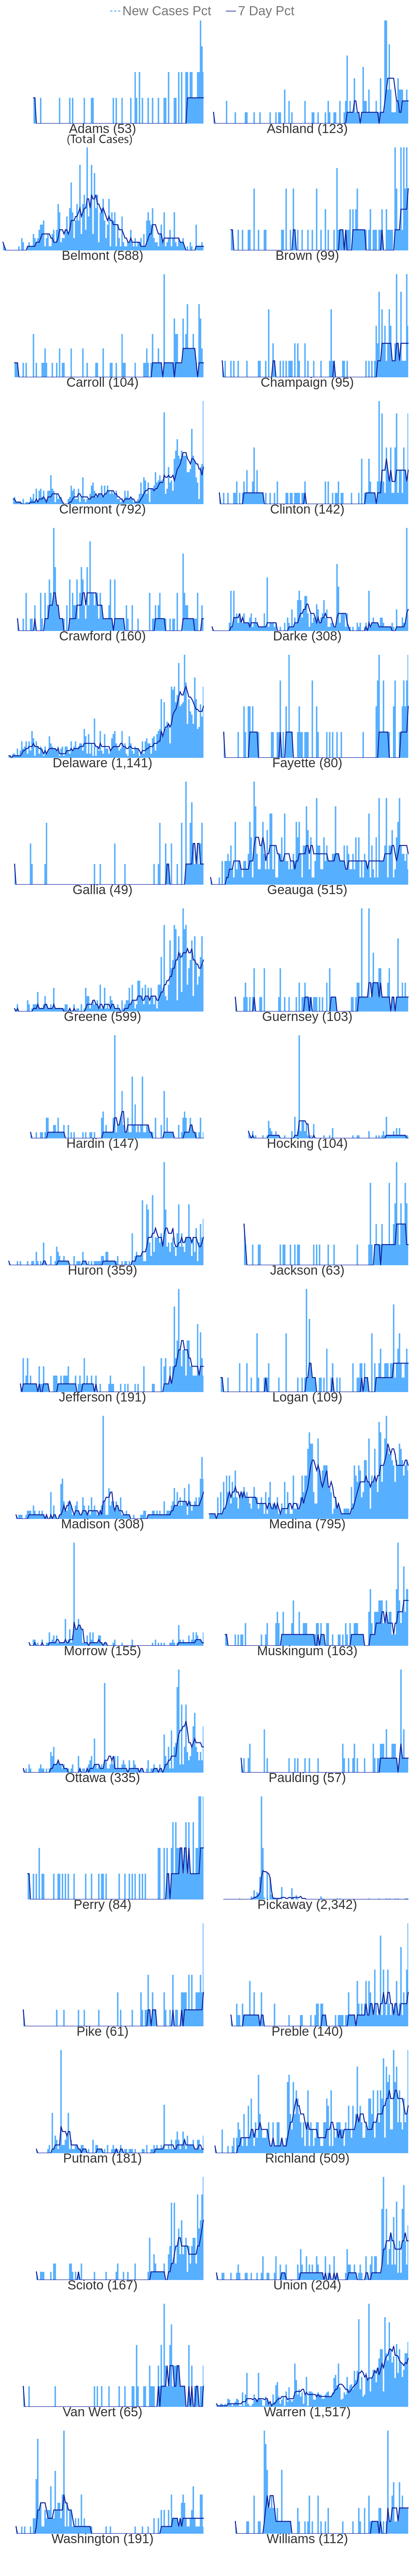 New Cases Pct 7 Day Pct
Adams (53) Ashland (123)
(Total Cases)
Belmont (588) Brown (99)
Carroll (104) Champaign (95)
Clermont (792) Clinton (142)
Crawford (160) Darke (308)
Delaware (1,141) Fayette (80)
Gallia (49) Geauga (515)
Greene (599) Guernsey (103)
Hardin (147) Hocking (104)
Huron (359) Jackson (63)
Jefferson (191) Logan (109)
Madison (308) Medina (795)
Morrow (155) Muskingum (163)
Ottawa (335) Paulding (57)
Perry (84) Pickaway (2,342)
Pike (61) Preble (140)
Putnam (181) Richland (509)
Scioto (167) Union (204)
Van Wert (65) Warren (1,517)
Washington (191) Williams (112)